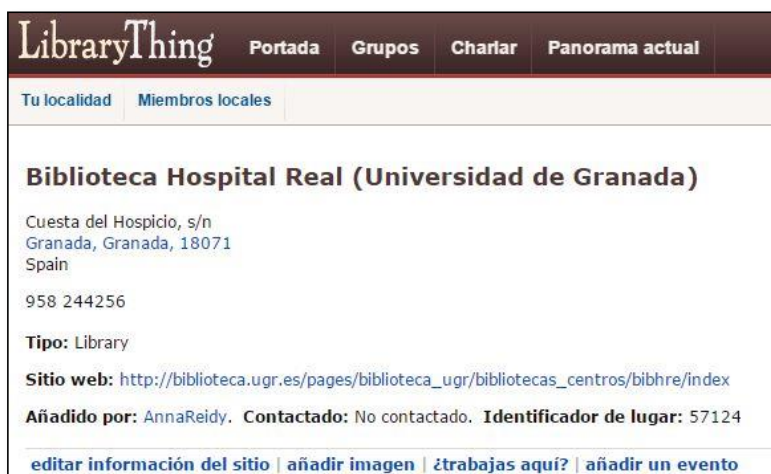 LibraryThing Portada Grupos Charlar Panorama actual
Tu localidad Miembros locales
Biblioteca Hospital Real (Universidad de Granada)
Cuesta del Hospicio, s/n
Granada, Granada, 18071
Spain
958 244256
Tipo: Library
Sitio web: http://biblioteca.ugr.es/pages/biblioteca_ugr/bibliotecas_centros/bibhre/index
Añadido por: AnnaReidy. Contactado: No contactado. Identificador de lugar: 57124
editar información del sitio | añadir imagen | ¿trabajas aquí? | añadir un evento